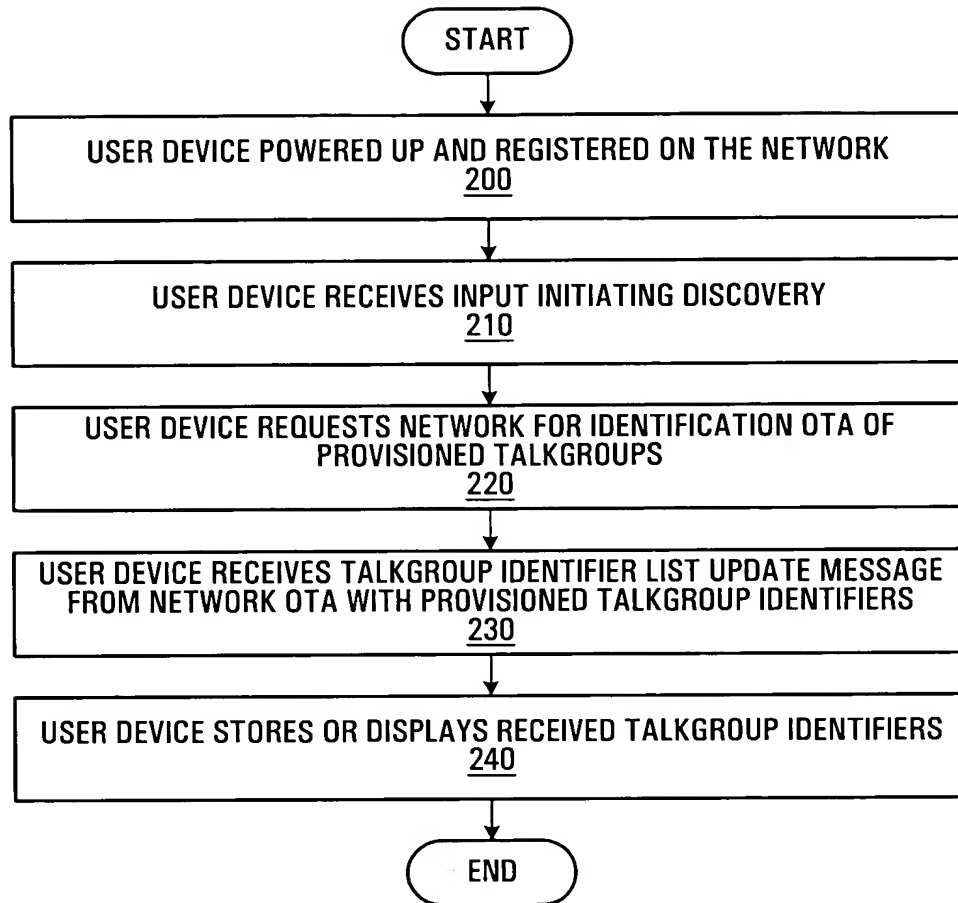 START
USER DEVICE POWERED UP AND REGISTERED ON THE NETWORK
200
USER DEVICE RECEIVES INPUT INITIATING DISCOVERY
210
USER DEVICE REQUESTS NETWORK FOR IDENTIFICATION OTA OF
PROVISIONED TALKGROUPS
220
USER DEVICE RECEIVES TALKGROUP IDENTIFIER LIST UPDATE MESSAGE
FROM NETWORK OTA WITH PROVISIONED TALKGROUP IDENTIFIERS
230
USER DEVICE STORES OR DISPLAYS RECEIVED TALKGROUP IDENTIFIERS
240
END